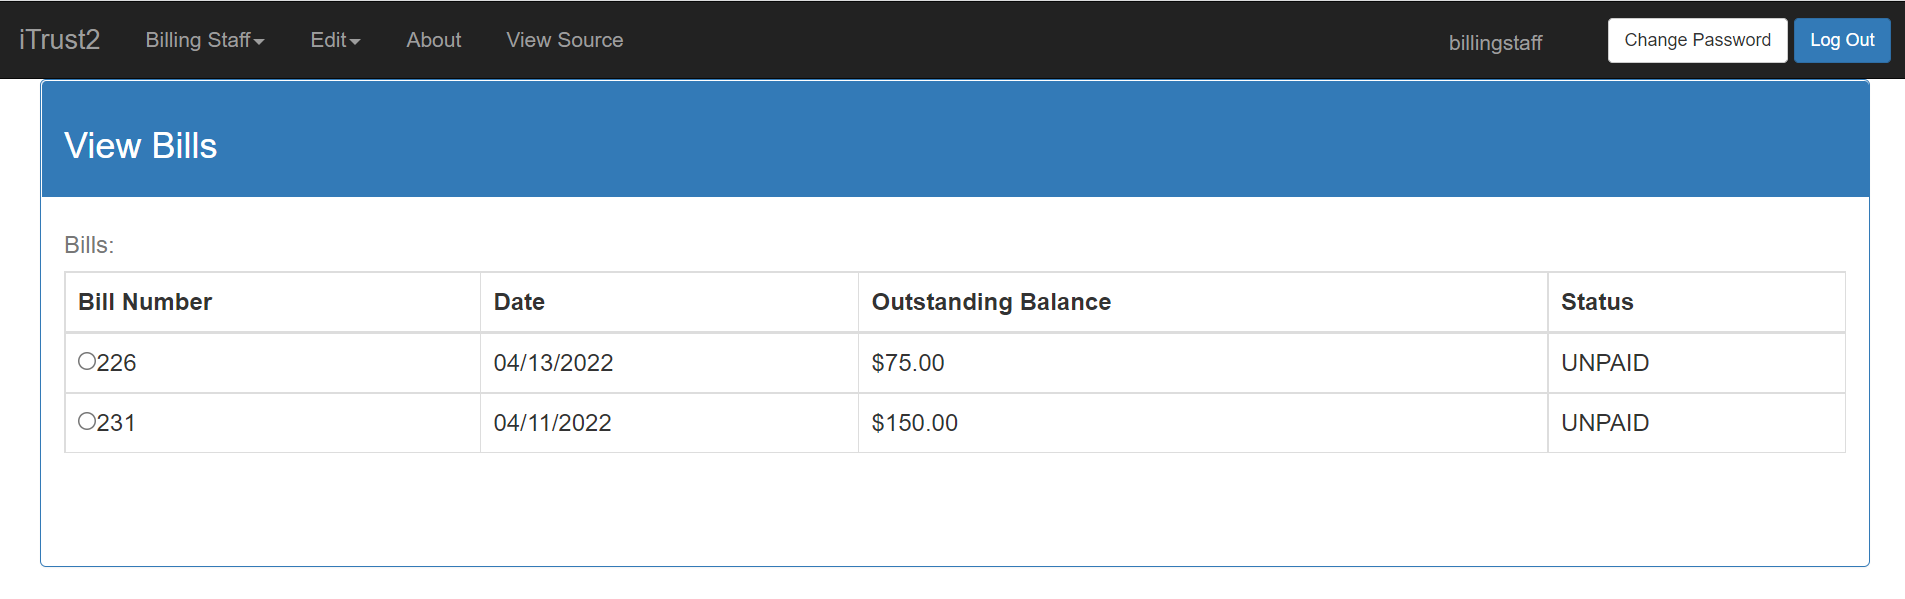 iTrust2 Billing Staff Edit About View Source billingstaff Change Password Log Out
View Bills
Bills:
Bill Number Date Outstanding Balance Status
226 04/13/2022 $75.00 UNPAID
231 04/11/2022 $150.00 UNPAID